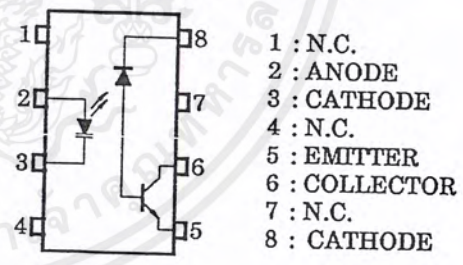 1 8
2 7
3 6
4 5
1 : N.C.
2 : ANODE
3 : CATHODE
4 : N.C.
5 : EMITTER
6 : COLLECTOR
7 : N.C.
8 : CATHODE